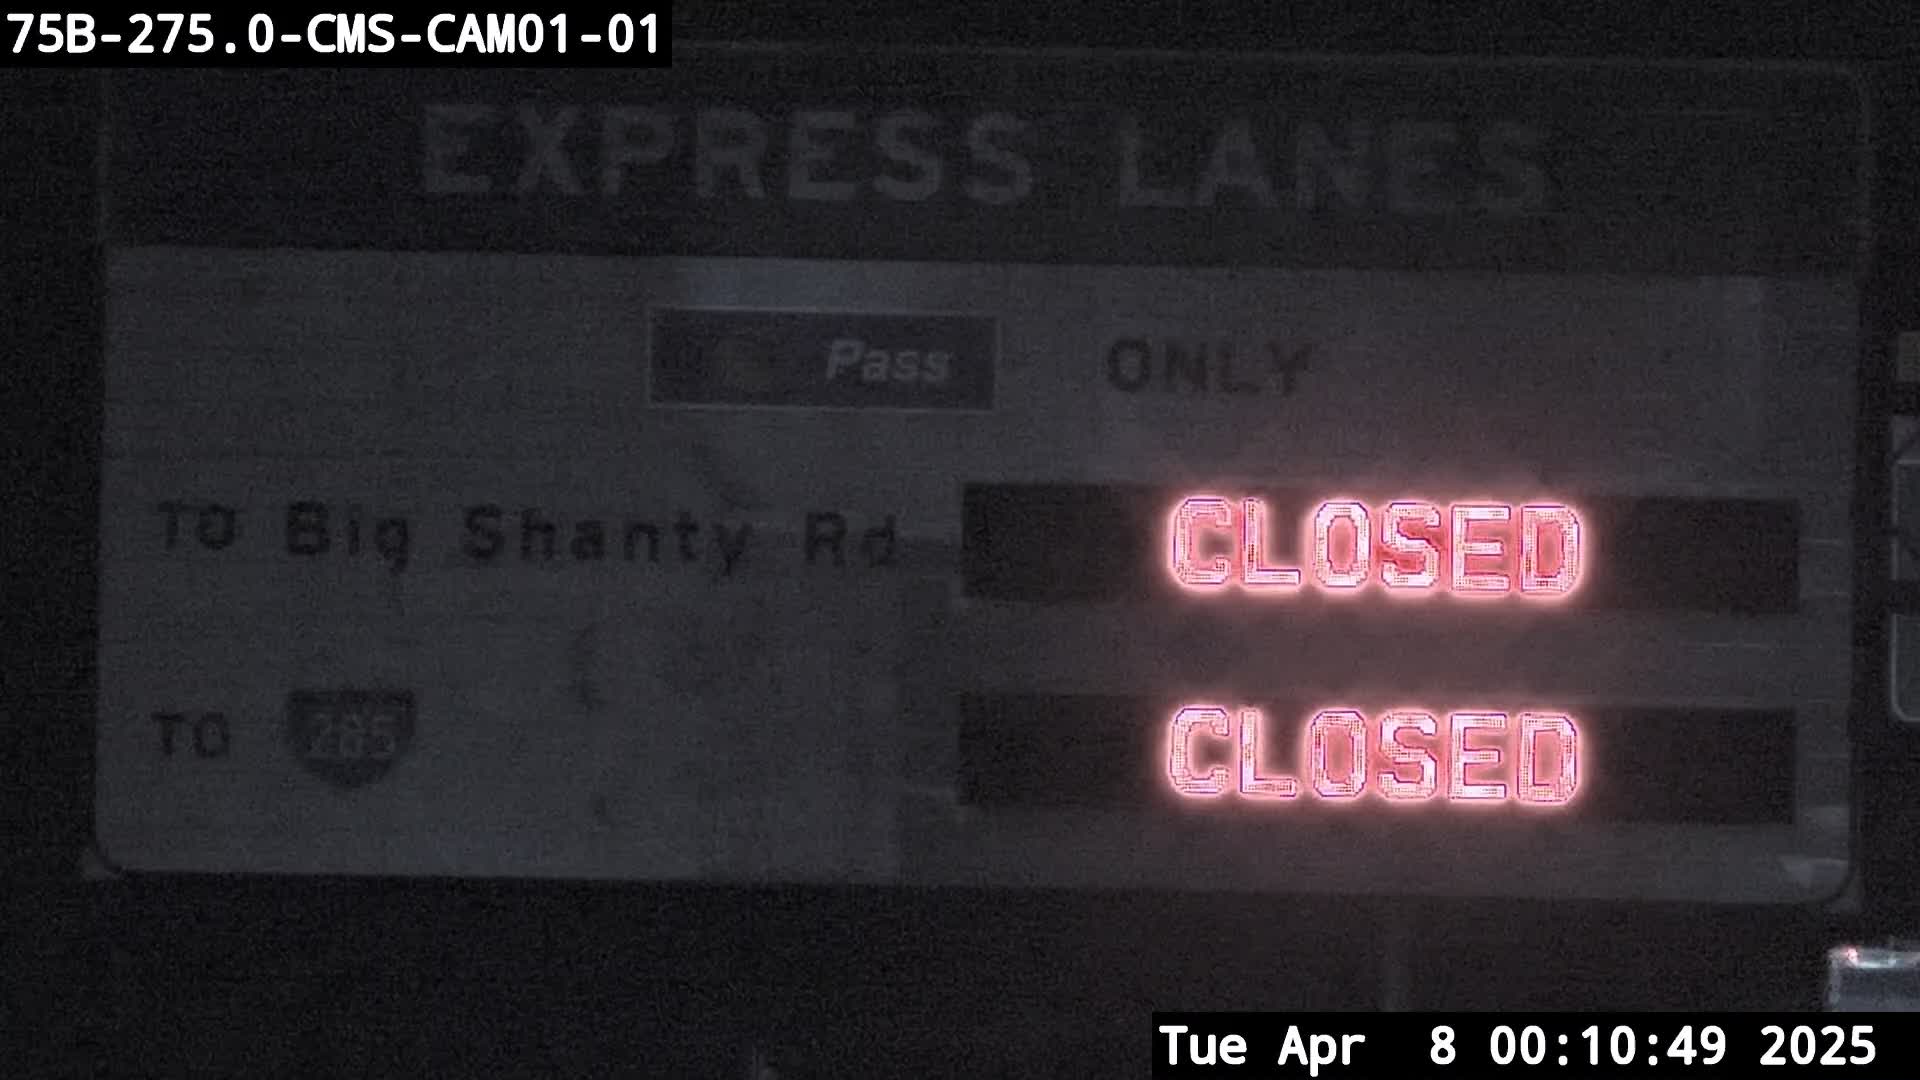 75B-275.0-CMS-CAM01-01
EXPRESS LANES
Pass ONLY
TO Big Shanty Rd CLOSED
TO 285 CLOSED
Tue Apr 8 00:10:49 2025